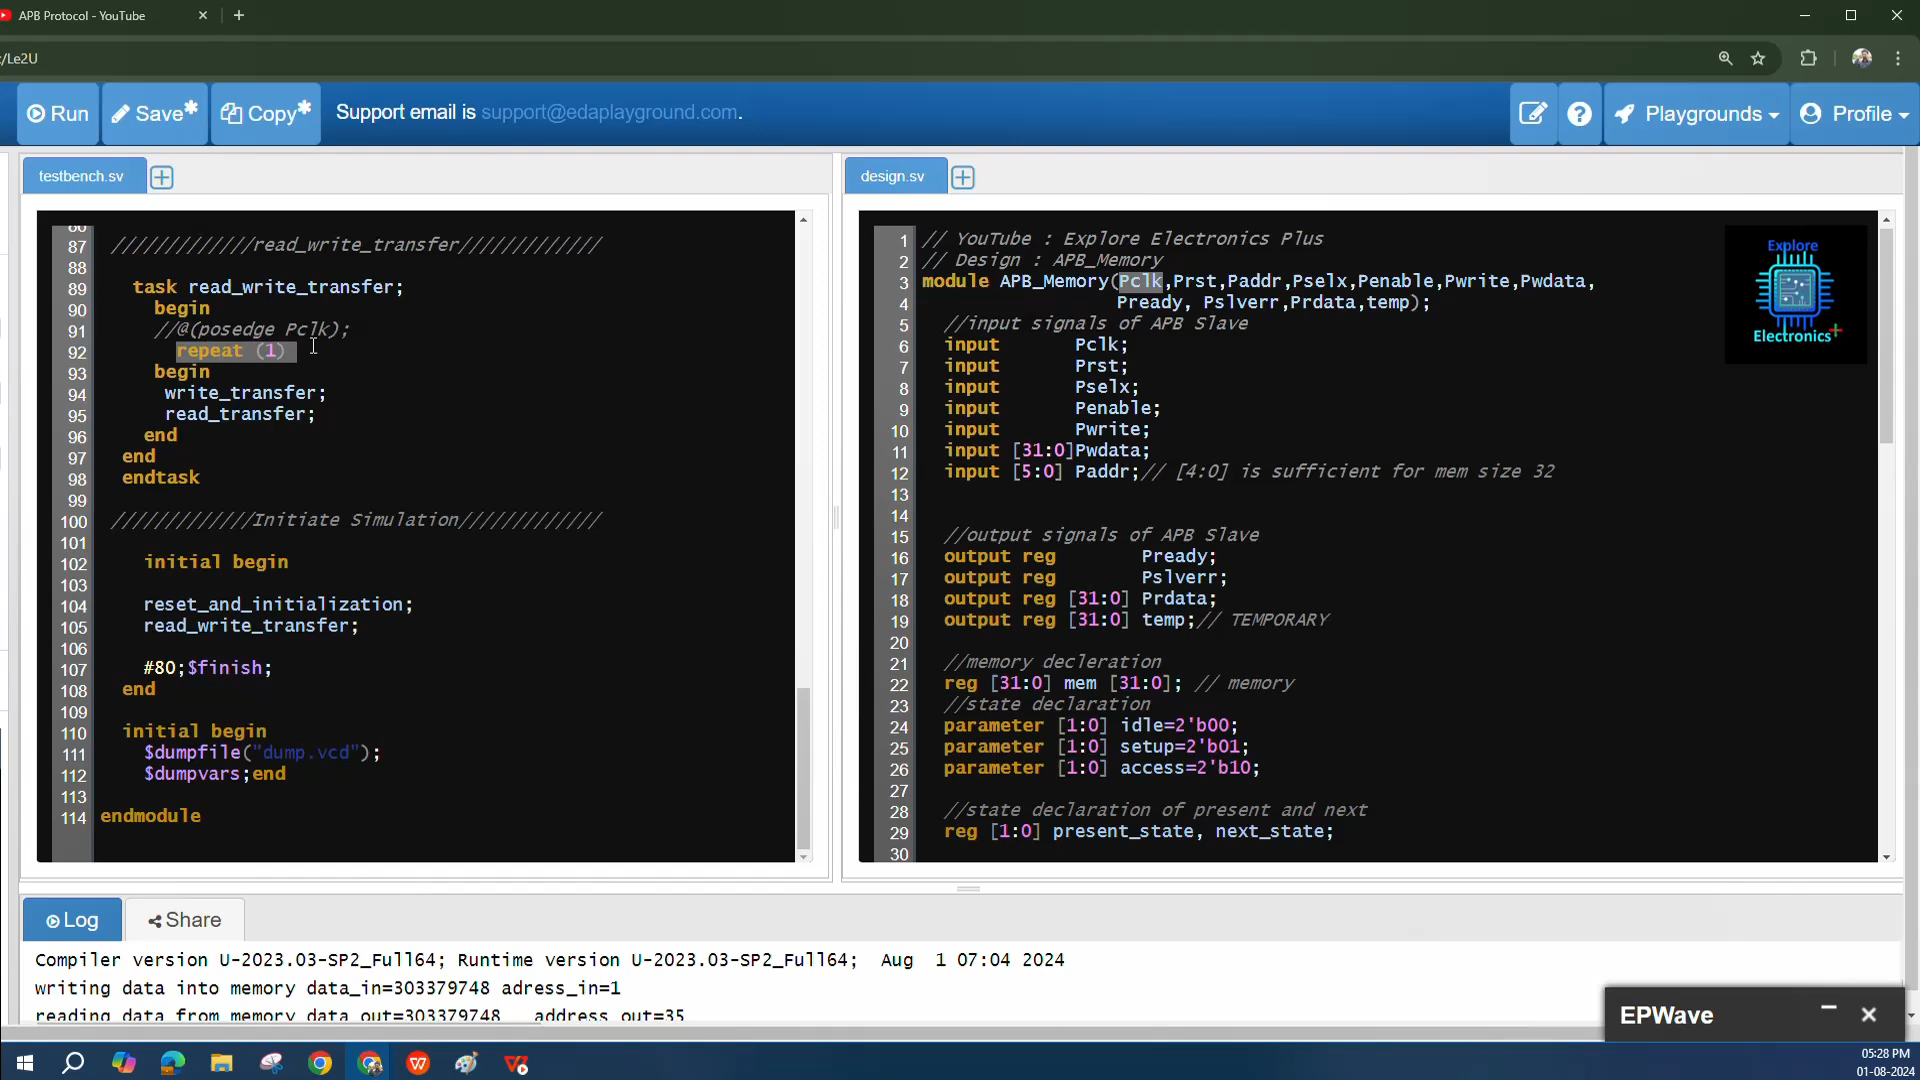 APB Protocol - YouTube
/Le2U
Run
Save*
Copy*
Support email is support@edaplayground.com.
Playgrounds
Profile
testbench.sv
86
87 /////////////read_write_transfer/////////////
88
89 task read_write_transfer;
90 begin
91 //@(posedge Pclk);
92 repeat (1)
93 begin
94 write_transfer;
95 read_transfer;
96 end
97 end
98 endtask
99
100 /////////////Initiate Simulation/////////////
101
102 initial begin
103
104 reset_and_initialization;
105 read_write_transfer;
106
107 #80;$finish;
108 end
109
110 initial begin
111 $dumpfile("dump.vcd");
112 $dumpvars;end
113
114 endmodule
design.sv
1 // YouTube : Explore Electronics Plus
2 // Design : APB_Memory
3 module APB_Memory(Pclk,Prst,Paddr,Pselx,Penable,Pwrite,Pwdata,
4 Pready, Pslverr,Prdata,temp);
5 //input signals of APB Slave
6 input Pclk;
7 input Prst;
8 input Pselx;
9 input Penable;
10 input Pwrite;
11 input [31:0]Pwdata;
12 input [5:0] Paddr;// [4:0] is sufficient for mem size 32
13
14
15 //output signals of APB Slave
16 output reg Pready;
17 output reg Pslverr;
18 output reg [31:0] Prdata;
19 output reg [31:0] temp;// TEMPORARY
20
21 //memory decleration
22 reg [31:0] mem [31:0]; // memory
23 //state declaration
24 parameter [1:0] idle=2'b00;
25 parameter [1:0] setup=2'b01;
26 parameter [1:0] access=2'b10;
27
28 //state declaration of present and next
29 reg [1:0] present_state, next_state;
30
Explore
Electronics+
Log
Share
Compiler version U-2023.03-SP2_Full64; Runtime version U-2023.03-SP2_Full64; Aug 1 07:04 2024
writing data into memory data_in=303379748 adress_in=1
reading data from memory data_out=303379748 address_out=35
EPWave
05:28 PM
01-08-2024